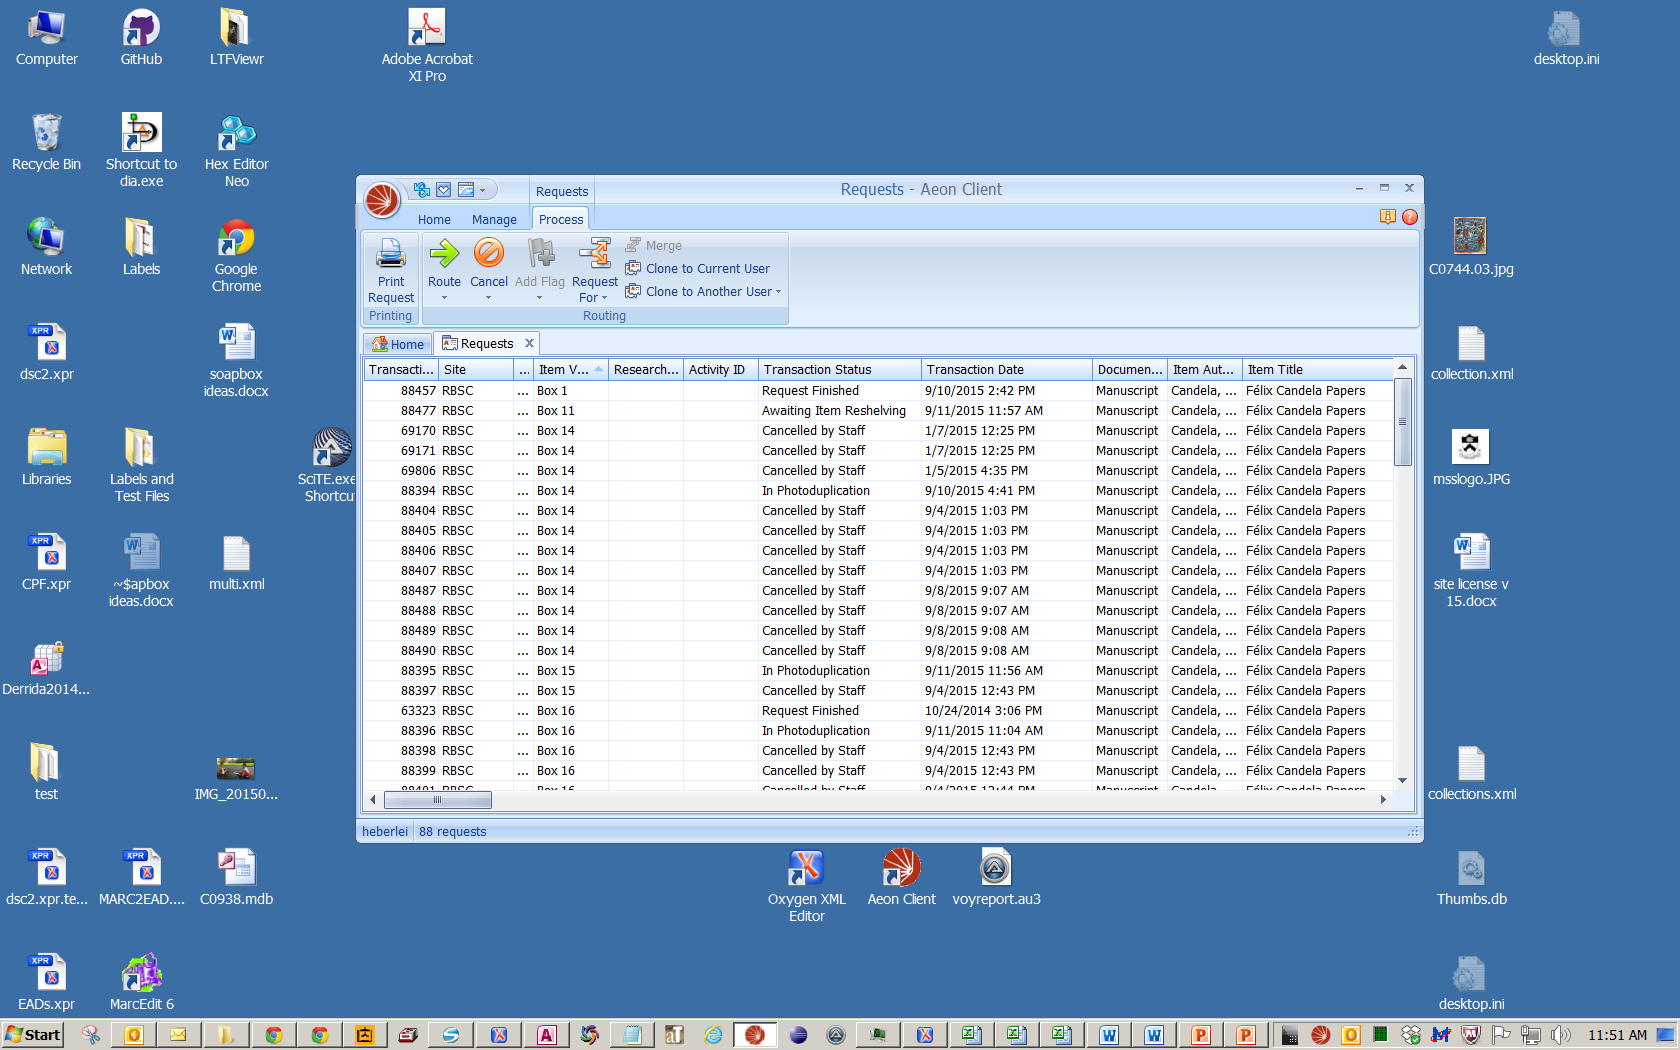 Computer
GitHub
LTFViewr
Adobe Acrobat
XI Pro
desktop.ini
Recycle Bin
Shortcut to
dia.exe
Hex Editor
Neo
Network
Labels
Google
Chrome
C0744.03.jpg
dsc2.xpr
soapbox
ideas.docx
collection.xml
Libraries
Labels and
Test Files
SciTE.exe
Shortcu
msslogo.JPG
CPF.xpr
~$apbox
ideas.docx
multi.xml
site license v
15.docx
Derrida2014...
test
IMG_20150...
collections.xml
dsc2.xpr.te...
MARC2EAD....
C0938.mdb
Oxygen XML
Editor
Aeon Client
voyreport.au3
Thumbs.db
EADs.xpr
MarcEdit 6
desktop.ini
Requests
Requests - Aeon Client
Home Manage Process
Print
Request
Printing
Route
Cancel
Add Flag
Request
For
Merge
Clone to Current User
Clone to Another User
Routing
Home Requests
Transacti... Site ... Item V... Research... Activity ID Transaction Status Transaction Date Documen... Item Aut... Item Title
88457 RBSC ... Box 1 Request Finished 9/10/2015 2:42 PM Manuscript Candela, ... Félix Candela Papers
88477 RBSC ... Box 11 Awaiting Item Reshelving 9/11/2015 11:57 AM Manuscript Candela, ... Félix Candela Papers
69170 RBSC ... Box 14 Cancelled by Staff 1/7/2015 12:25 PM Manuscript Candela, ... Félix Candela Papers
69171 RBSC ... Box 14 Cancelled by Staff 1/7/2015 12:25 PM Manuscript Candela, ... Félix Candela Papers
69806 RBSC ... Box 14 Cancelled by Staff 1/5/2015 4:35 PM Manuscript Candela, ... Félix Candela Papers
88394 RBSC ... Box 14 In Photoduplication 9/10/2015 4:41 PM Manuscript Candela, ... Félix Candela Papers
88404 RBSC ... Box 14 Cancelled by Staff 9/4/2015 1:03 PM Manuscript Candela, ... Félix Candela Papers
88405 RBSC ... Box 14 Cancelled by Staff 9/4/2015 1:03 PM Manuscript Candela, ... Félix Candela Papers
88406 RBSC ... Box 14 Cancelled by Staff 9/4/2015 1:03 PM Manuscript Candela, ... Félix Candela Papers
88407 RBSC ... Box 14 Cancelled by Staff 9/4/2015 1:03 PM Manuscript Candela, ... Félix Candela Papers
88487 RBSC ... Box 14 Cancelled by Staff 9/8/2015 9:07 AM Manuscript Candela, ... Félix Candela Papers
88488 RBSC ... Box 14 Cancelled by Staff 9/8/2015 9:07 AM Manuscript Candela, ... Félix Candela Papers
88489 RBSC ... Box 14 Cancelled by Staff 9/8/2015 9:08 AM Manuscript Candela, ... Félix Candela Papers
88490 RBSC ... Box 14 Cancelled by Staff 9/8/2015 9:08 AM Manuscript Candela, ... Félix Candela Papers
88395 RBSC ... Box 15 In Photoduplication 9/11/2015 11:56 AM Manuscript Candela, ... Félix Candela Papers
88397 RBSC ... Box 15 Cancelled by Staff 9/4/2015 12:43 PM Manuscript Candela, ... Félix Candela Papers
63323 RBSC ... Box 16 Request Finished 10/24/2014 3:06 PM Manuscript Candela, ... Félix Candela Papers
88396 RBSC ... Box 16 In Photoduplication 9/11/2015 11:04 AM Manuscript Candela, ... Félix Candela Papers
88398 RBSC ... Box 16 Cancelled by Staff 9/4/2015 12:43 PM Manuscript Candela, ... Félix Candela Papers
88399 RBSC ... Box 16 Cancelled by Staff 9/4/2015 12:43 PM Manuscript Candela, ... Félix Candela Papers
heberlei 88 requests
Start
11:51 AM